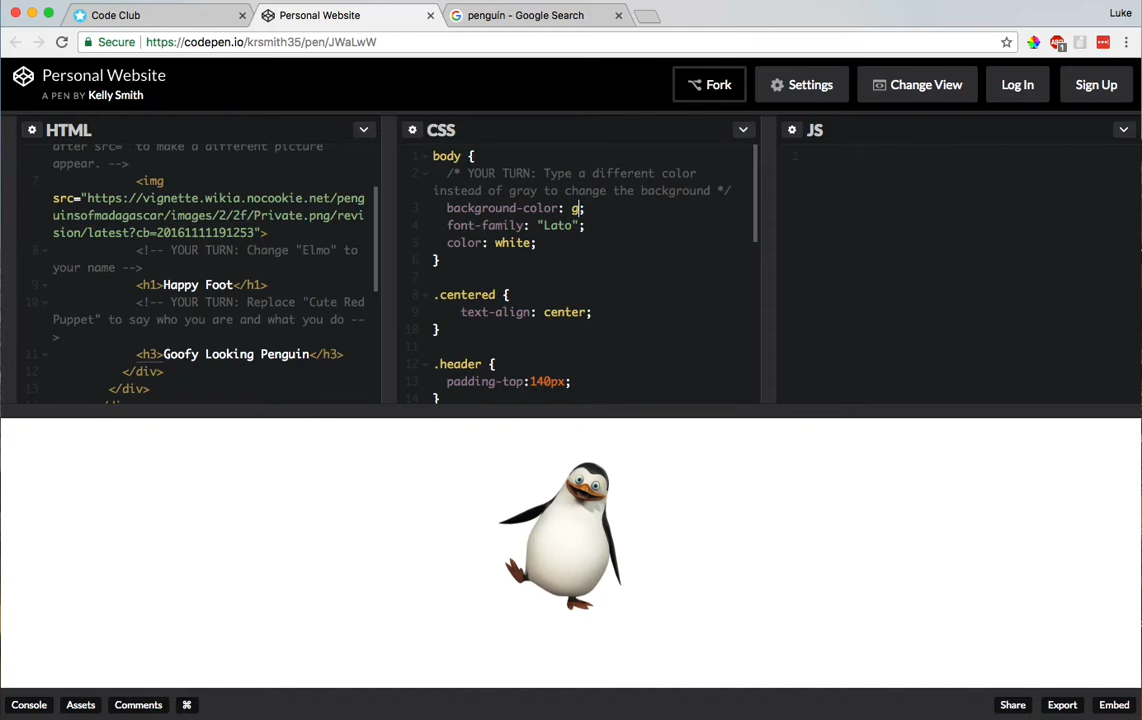 Code Club
Personal Website
penguin - Google Search
Luke
Secure
https://codepen.io/krsmith35/pen/JWaLwW
ABP
1
Personal Website
A PEN BY Kelly Smith
Fork
Settings
Change View
Log In
Sign Up
HTML
after src=" to make a different picture
appear. -->
7 <img
src="https://vignette.wikia.nocookie.net/peng
uinsofmadagascar/images/2/2f/Private.png/revi
sion/latest?cb=20161111191253">
8 <!-- YOUR TURN: Change "Elmo" to
your name -->
9 <h1>Happy Foot</h1>
10 <!-- YOUR TURN: Replace "Cute Red
Puppet" to say who you are and what you do --
>
11 <h3>Goofy Looking Penguin</h3>
12 </div>
13 </div>
CSS
1 body {
2 /* YOUR TURN: Type a different color
instead of gray to change the background */
3 background-color: g;
4 font-family: "Lato";
5 color: white;
6 }
7
8 .centered {
9 text-align: center;
10 }
11
12 .header {
13 padding-top:140px;
14 }
JS
1
Console
Assets
Comments
⌘
Share
Export
Embed